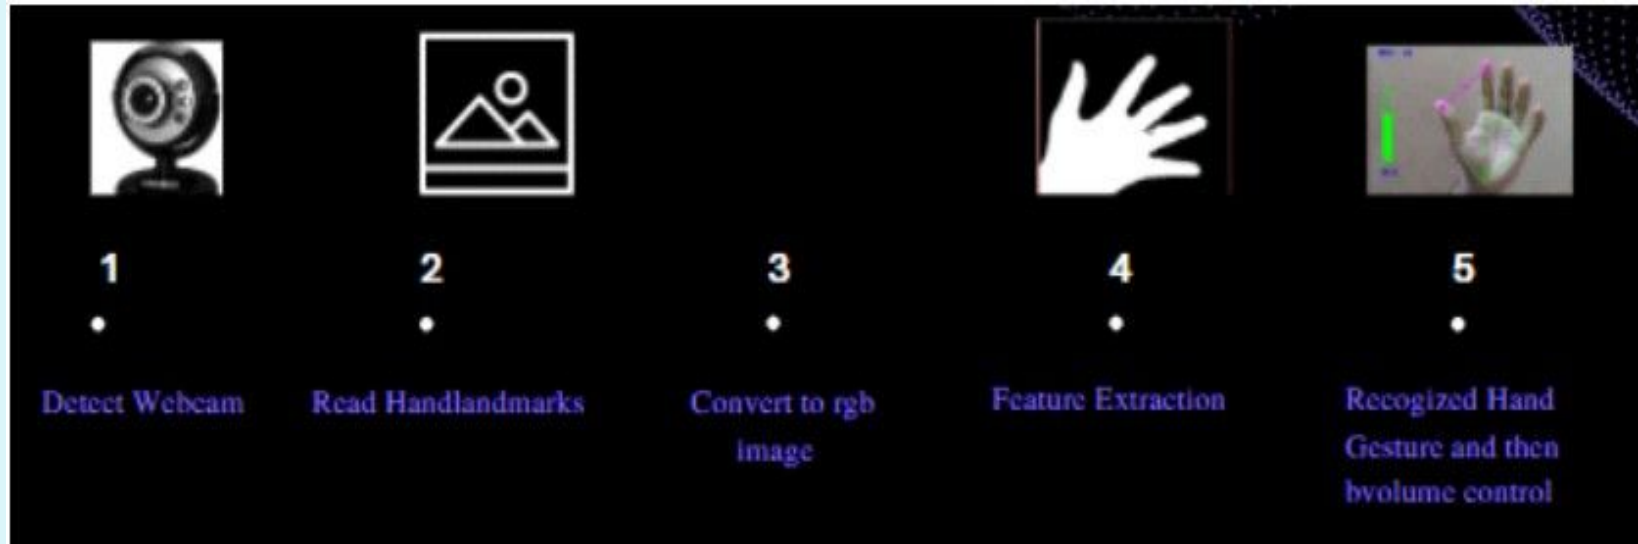 1
2
3
4
5
Detect Webcam
Read Handlandmarks
Convert to rgb
image
Feature Extraction
Recogized Hand
Gesture and then
bvolume control